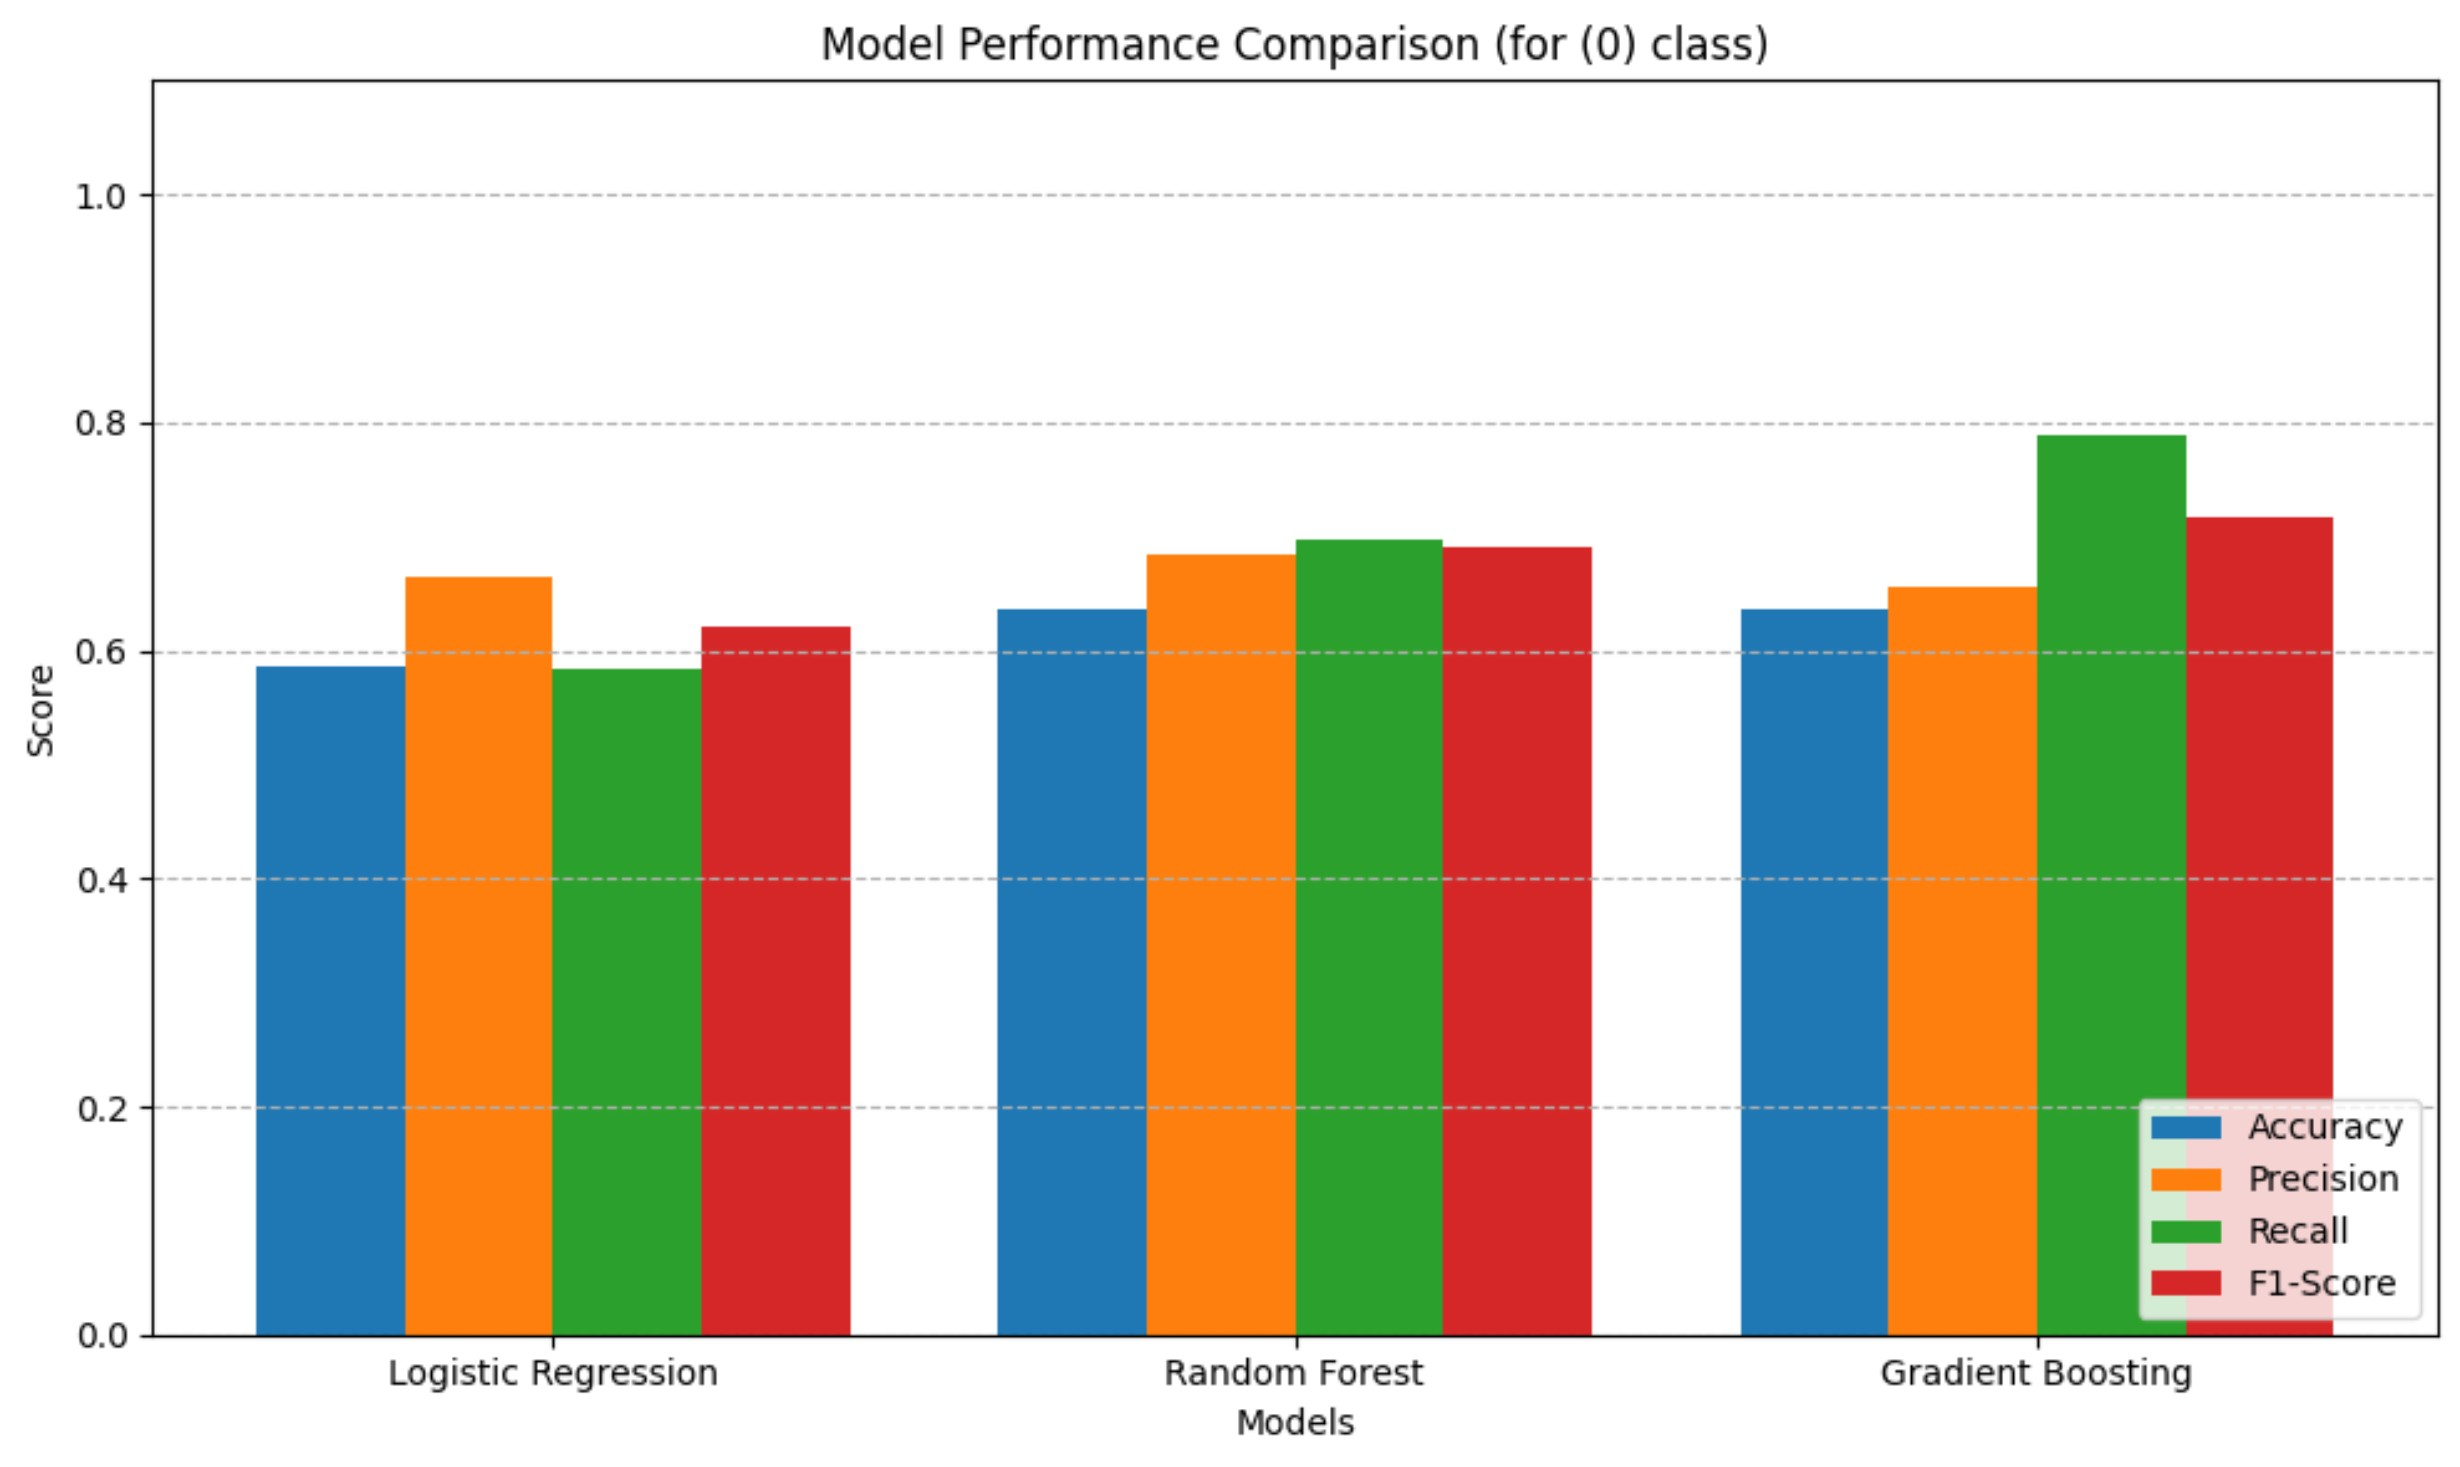 Model Performance Comparison (for (0) class)
1.0
0.8
0.6
0.4
0.2
0.0
Score
Logistic Regression
Random Forest
Gradient Boosting
Models
Accuracy
Precision
Recall
F1-Score